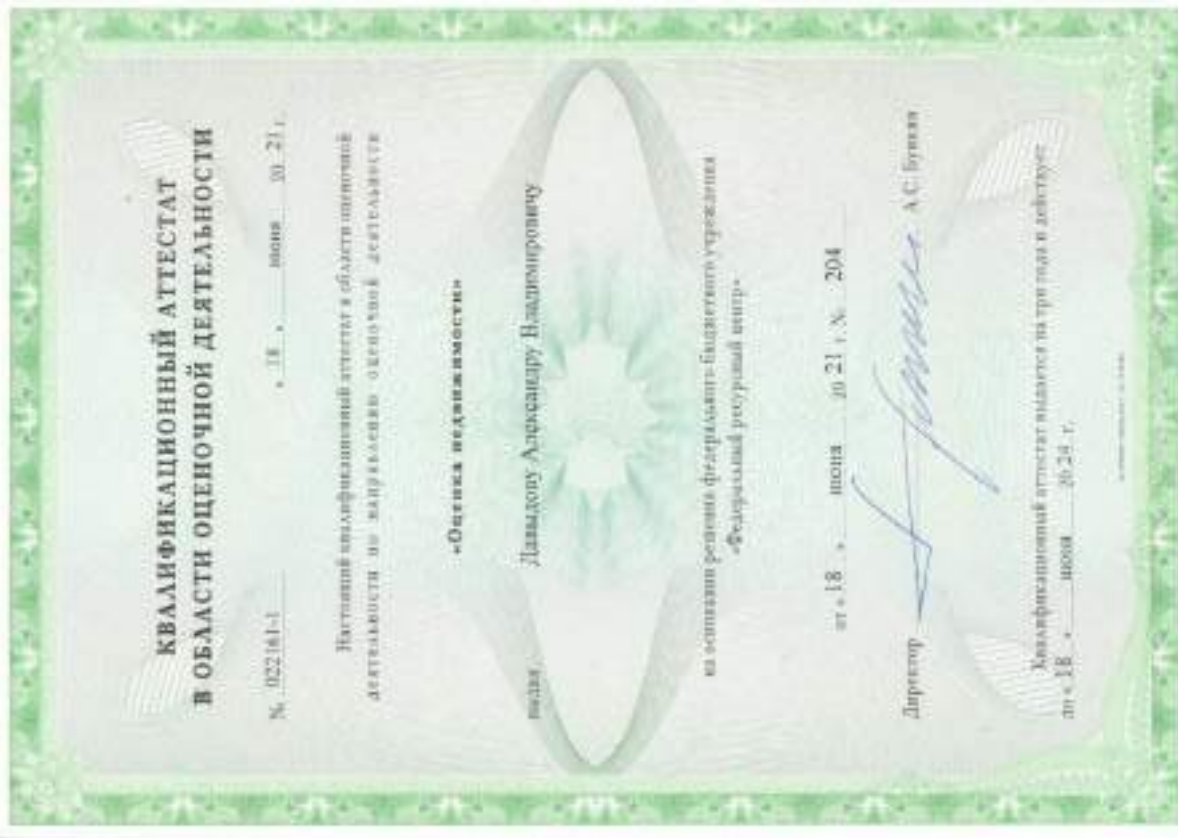 КВАЛИФИКАЦИОННЫЙ АТТЕСТАТ
В ОБЛАСТИ ОЦЕНОЧНОЙ ДЕЯТЕЛЬНОСТИ
№ 022161-1 « 18 » июня 20 21 г.
Настоящий квалификационный аттестат в области оценочной
деятельности по направлению оценочной деятельности
«Оценка недвижимости»
выдан Давыдову Александру Владимировичу
на основании решения федерального бюджетного учреждения
«Федеральный ресурсный центр»
от « 18 » июня 20 21 г. № 204
Директор А.С. Бункин
Квалификационный аттестат выдается на три года и действует
до « 18 » июня 20 24 г.